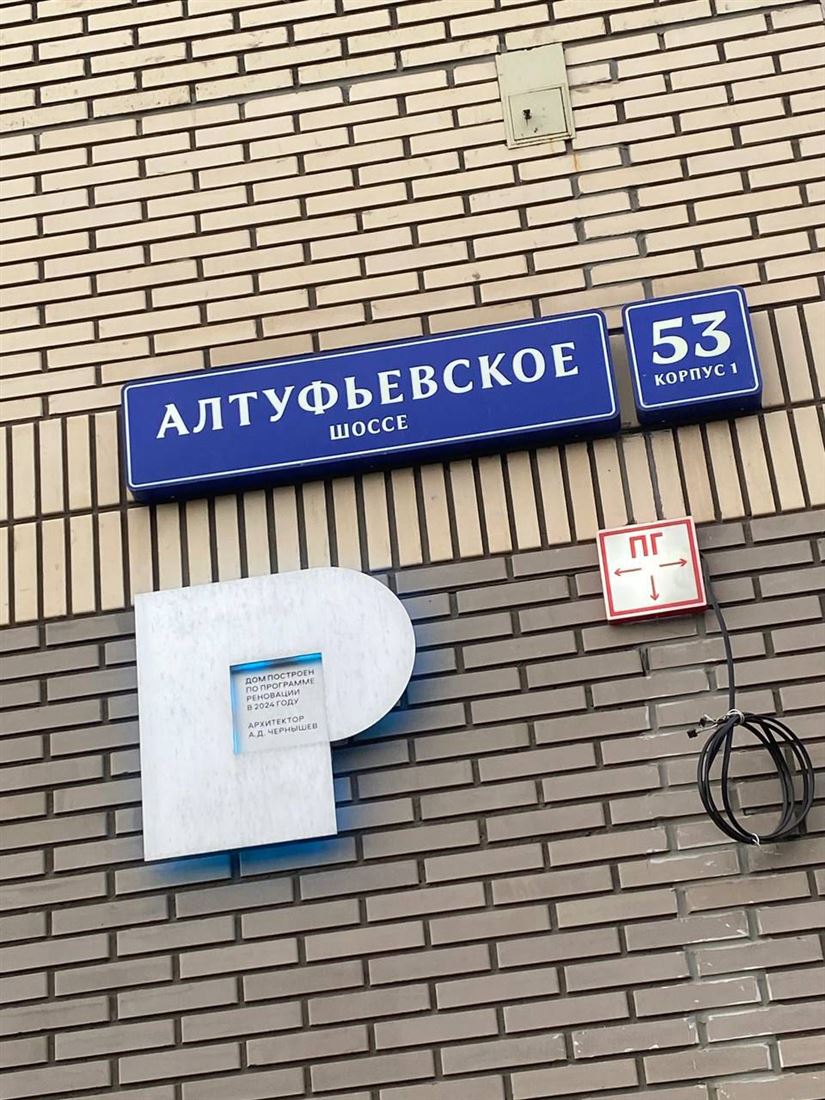 АЛТУФЬЕВСКОЕ
ШОССЕ
53
КОРПУС 1
ПГ
Р
ДОМ ПОСТРОЕН
ПО ПРОГРАММЕ
РЕНОВАЦИИ
В 2024 ГОДУ
АРХИТЕКТОР
А.Д. ЧЕРНЫШЕВ